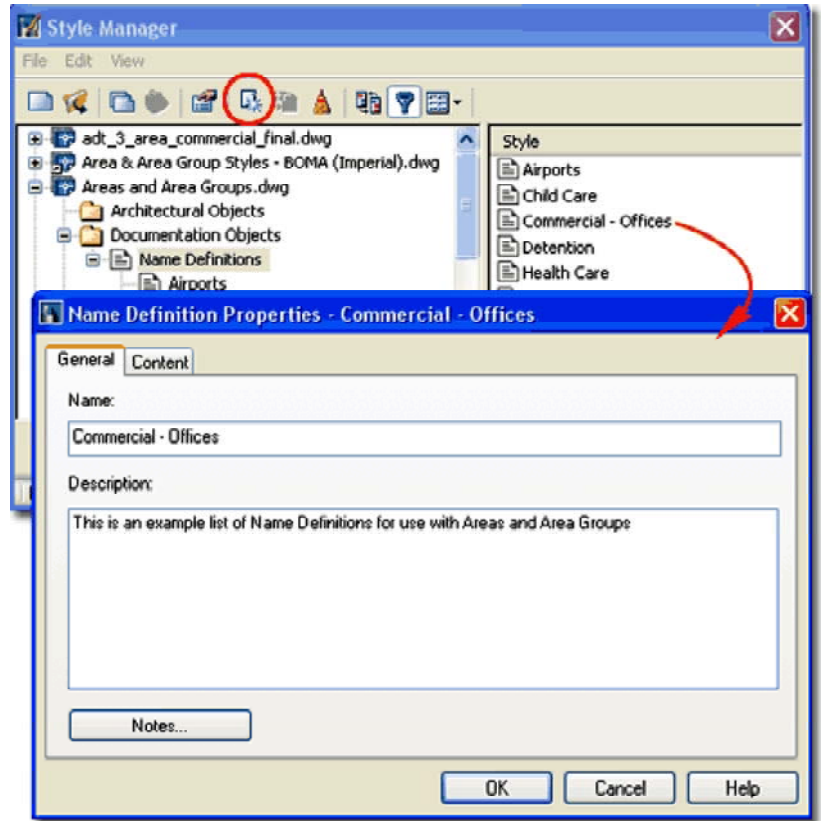 Style Manager
File Edit View
adt_3_area_commercial_final.dwg
Area & Area Group Styles - BOMA (Imperial).dwg
Areas and Area Groups.dwg
Architectural Objects
Documentation Objects
Name Definitions
Airports
Style
Airports
Child Care
Commercial - Offices
Detention
Health Care
Name Definition Properties - Commercial - Offices
General Content
Name:
Commercial - Offices
Description:
This is an example list of Name Definitions for use with Areas and Area Groups
Notes...
OK Cancel Help